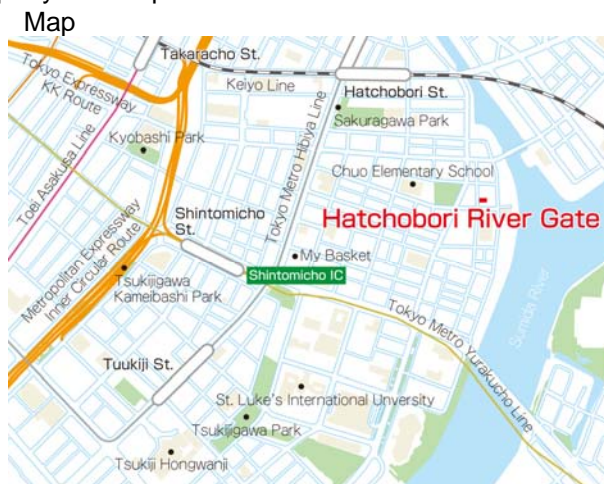 Map
Takaracho St.
Tokyo Expressway
KK Route
Keiyo Line
Hatchobori St.
Sakuragawa Park
Kyobashi Park
Toei Asakusa Line
Tokyo Metro Hibiya Line
Chuo Elementary School
Shintomicho
St.
Hatchobori River Gate
Metropolitan Expressway
Inner Circular Route
My Basket
Shintomicho IC
Tsukijigawa
Kameibashi Park
Sumida River
Tokyo Metro Yurakucho Line
Tuukiji St.
St. Luke's International Unversity
Tsukijigawa Park
Tsukiji Hongwanji